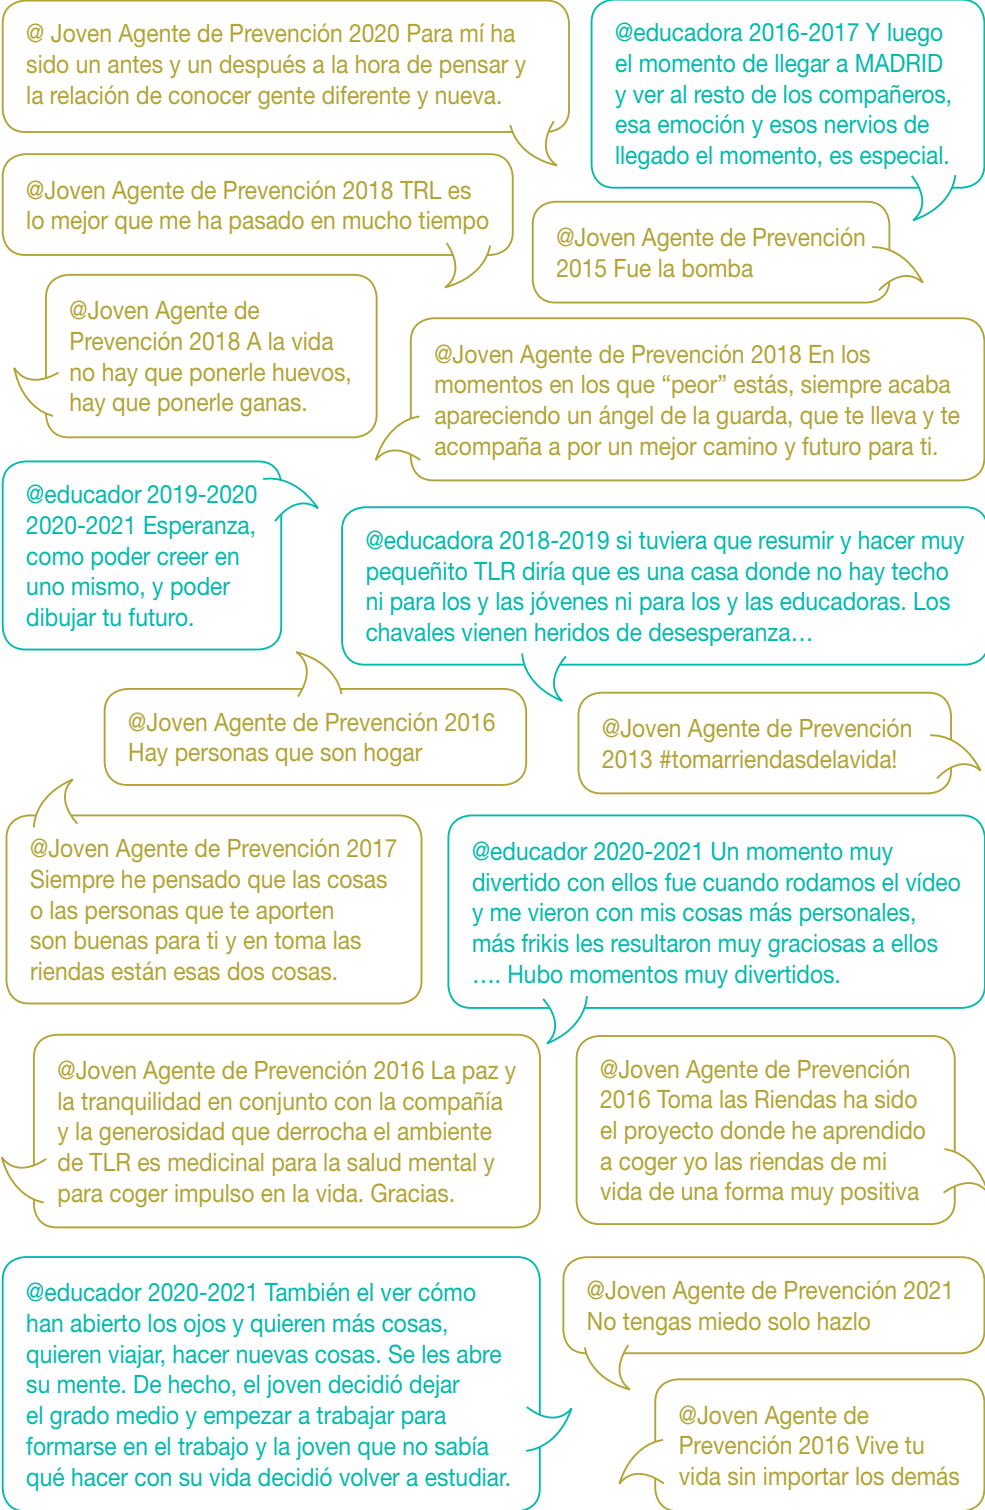 @ Joven Agente de Prevención 2020 Para mí ha
sido un antes y un después a la hora de pensar y
la relación de conocer gente diferente y nueva.
@educadora 2016-2017 Y luego
el momento de llegar a MADRID
y ver al resto de los compañeros,
esa emoción y esos nervios de
llegado el momento, es especial.
@Joven Agente de Prevención 2018 TRL es
lo mejor que me ha pasado en mucho tiempo
@Joven Agente de Prevención
2015 Fue la bomba
@Joven Agente de
Prevención 2018 A la vida
no hay que ponerle huevos,
hay que ponerle ganas.
@Joven Agente de Prevención 2018 En los
momentos en los que “peor” estás, siempre acaba
apareciendo un ángel de la guarda, que te lleva y te
acompaña a por un mejor camino y futuro para ti.
@educador 2019-2020
2020-2021 Esperanza,
como poder creer en
uno mismo, y poder
dibujar tu futuro.
@educadora 2018-2019 si tuviera que resumir y hacer muy
pequeñito TLR diría que es una casa donde no hay techo
ni para los y las jóvenes ni para los y las educadoras. Los
chavales vienen heridos de desesperanza…
@Joven Agente de Prevención 2016
Hay personas que son hogar
@Joven Agente de Prevención
2013 #tomarriendasdelavida!
@Joven Agente de Prevención 2017
Siempre he pensado que las cosas
o las personas que te aporten
son buenas para ti y en toma las
riendas están esas dos cosas.
@educador 2020-2021 Un momento muy
divertido con ellos fue cuando rodamos el vídeo
y me vieron con mis cosas más personales,
más frikis les resultaron muy graciosas a ellos
…. Hubo momentos muy divertidos.
@Joven Agente de Prevención 2016 La paz y
la tranquilidad en conjunto con la compañía
y la generosidad que derrocha el ambiente
de TLR es medicinal para la salud mental y
para coger impulso en la vida. Gracias.
@Joven Agente de Prevención
2016 Toma las Riendas ha sido
el proyecto donde he aprendido
a coger yo las riendas de mi
vida de una forma muy positiva
@educador 2020-2021 También el ver cómo
han abierto los ojos y quieren más cosas,
quieren viajar, hacer nuevas cosas. Se les abre
su mente. De hecho, el joven decidió dejar
el grado medio y empezar a trabajar para
formarse en el trabajo y la joven que no sabía
qué hacer con su vida decidió volver a estudiar.
@Joven Agente de Prevención 2021
No tengas miedo solo hazlo
@Joven Agente de
Prevención 2016 Vive tu
vida sin importar los demás